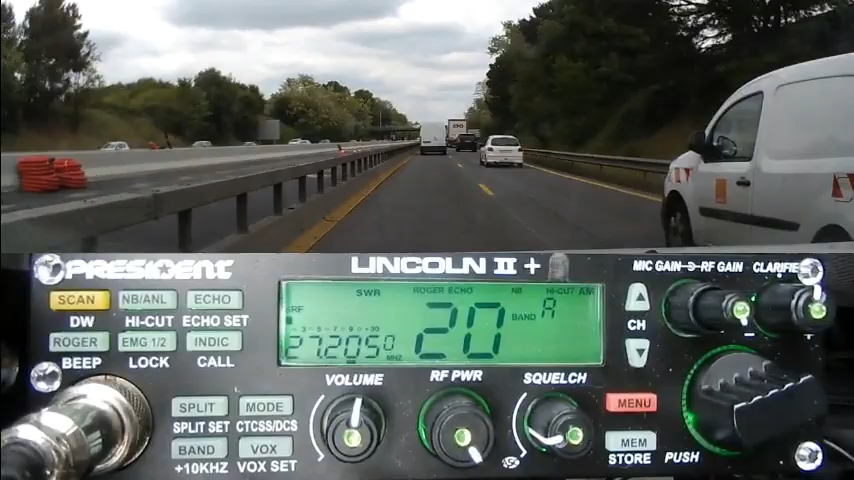 PRESIDENT LINCOLN II +
MIC GAIN RF GAIN CLARIFIE
SCAN NB/ANL ECHO
DW HI-CUT ECHO SET
ROGER EMG 1/2 INDIC
BEEP LOCK CALL
SPLIT MODE
SPLIT SET CTCSS/DCS
BAND VOX
+10KHZ VOX SET
SWR ROGER ECHO NB HI-CUT AM
SRF
20 BAND A
27.2050 MHZ
VOLUME RF PWR SQUELCH
CH
MENU
MEM
STORE PUSH